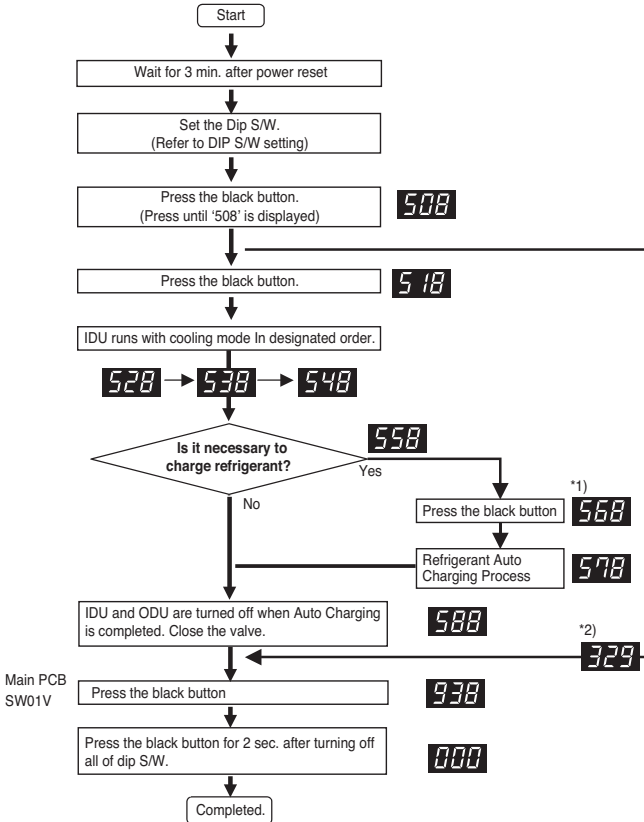 Start
Wait for 3 min. after power reset
Set the Dip S/W.
(Refer to DIP S/W setting)
Press the black button.
(Press until ‘508’ is displayed)
508
Press the black button.
518
IDU runs with cooling mode In designated order.
528
538
548
558
Is it necessary to
charge refrigerant?
Yes
No
*1)
Press the black button
568
Refrigerant Auto
Charging Process
578
IDU and ODU are turned off when Auto Charging
is completed. Close the valve.
588
*2)
329
Main PCB
SW01V
Press the black button
938
Press the black button for 2 sec. after turning off
all of dip S/W.
000
Completed.